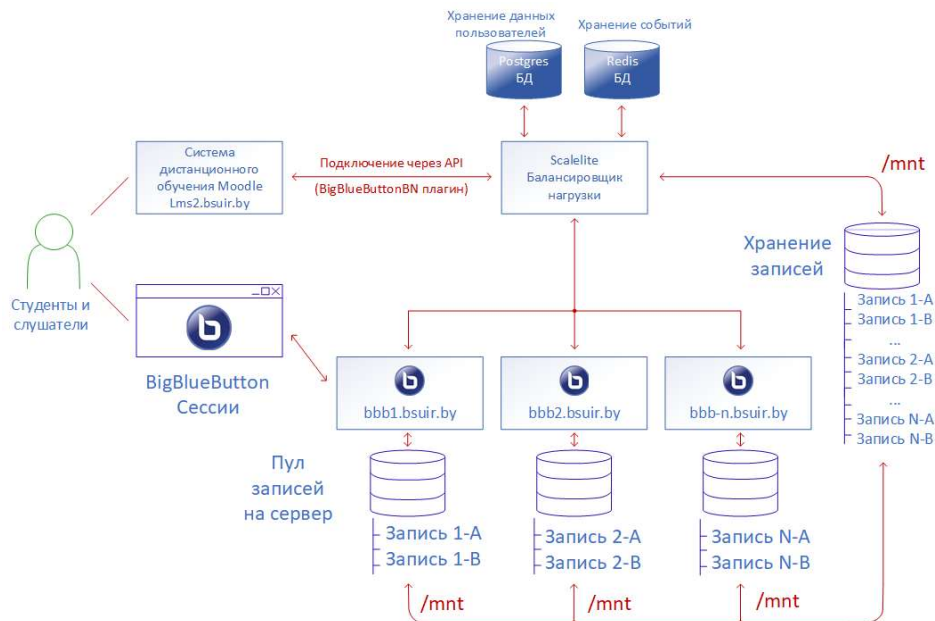 Хранение данных
пользователей
Хранение событий
Postgres
БД
Redis
БД
Система
дистанционного
обучения Moodle
Lms2.bsuir.by
Подключение через API
(BigBlueButtonBN плагин)
Scalelite
Балансировщик
нагрузки
/mnt
Хранение
записей
Студенты и
слушатели
b
BigBlueButton
Сессии
b
bbb1.bsuir.by
b
bbb2.bsuir.by
b
bbb-n.bsuir.by
Запись 1-A
Запись 1-B
...
Запись 2-A
Запись 2-B
...
Запись N-A
Запись N-B
Пул
записей
на сервер
Запись 1-A
Запись 1-B
Запись 2-A
Запись 2-B
Запись N-A
Запись N-B
/mnt
/mnt
/mnt